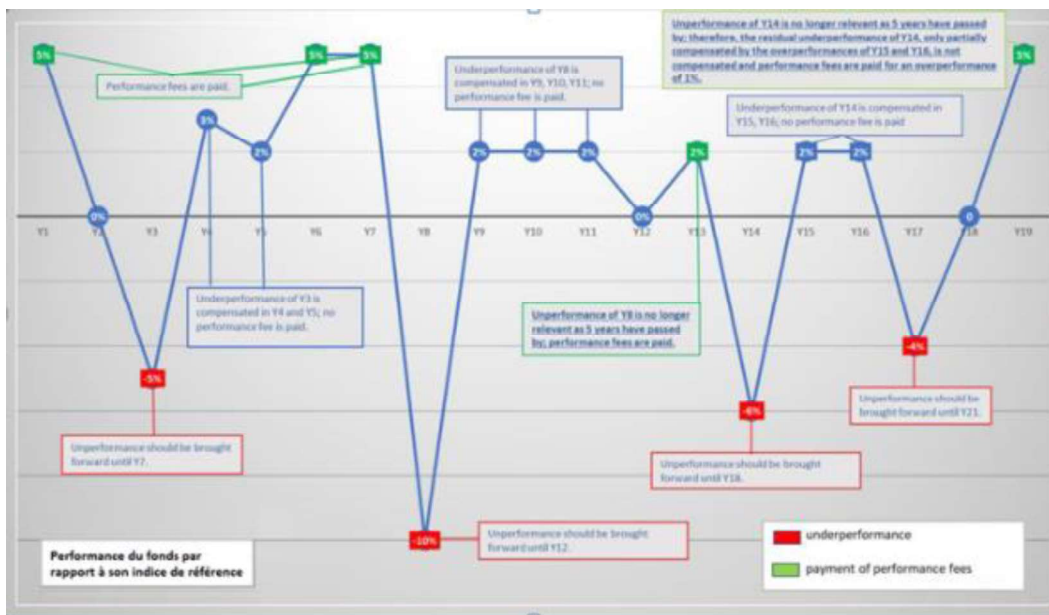 Unperformance of Y14 is no longer relevant as 5 years have passed
by; therefore, the residual underperformance of Y14, only partially
compensated by the overperformances of Y15 and Y16, is not
compensated and performance fees are paid for an overperformance
of 1%.
5%
5%
5%
5%
Performance fees are paid.
Underperformance of Y8 is
compensated in Y9, Y10, Y11; no
performance fee is paid.
Underperformance of Y14 is compensated in
Y15, Y16; no performance fee is paid
3%
2%
2%
2%
2%
2%
2%
2%
0%
0%
0
Y1
Y2
Y3
Y4
Y5
Y6
Y7
Y8
Y9
Y10
Y11
Y12
Y13
Y14
Y15
Y16
Y17
Y18
Y19
Underperformance of Y3 is
compensated in Y4 and Y5; no
performance fee is paid.
Unperformance of Y8 is no longer
relevant as 5 years have passed
by; performance fees are paid.
-5%
-4%
-6%
Unperformance should be
brought forward until Y21.
Unperformance should be brought
forward until Y7.
Unperformance should be brought
forward until Y18.
-10%
Unperformance should be brought
forward until Y12.
Performance du fonds par
rapport à son indice de référence
underperformance
payment of performance fees